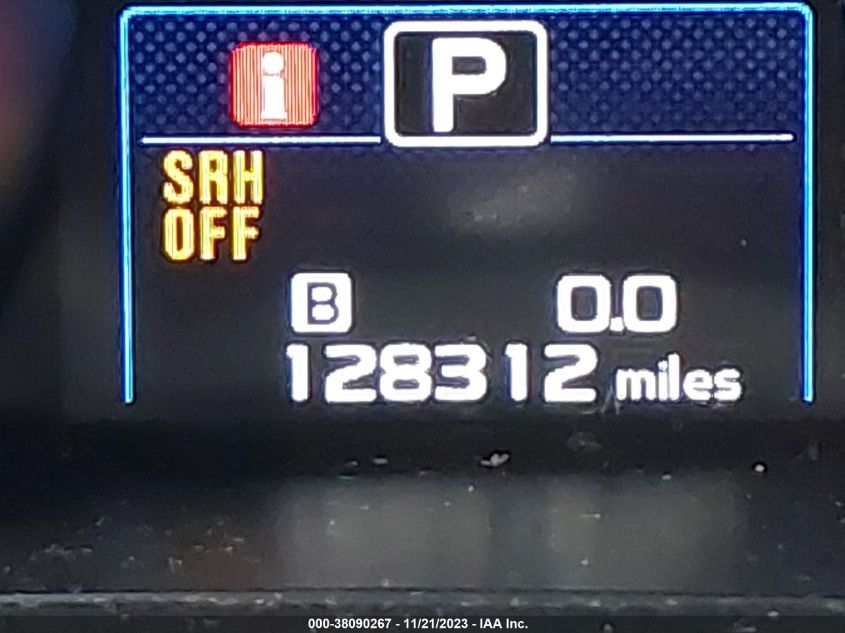 i P
SRH
OFF
B 0.0
128312 miles
000-38090267 - 11/21/2023 - IAA Inc.